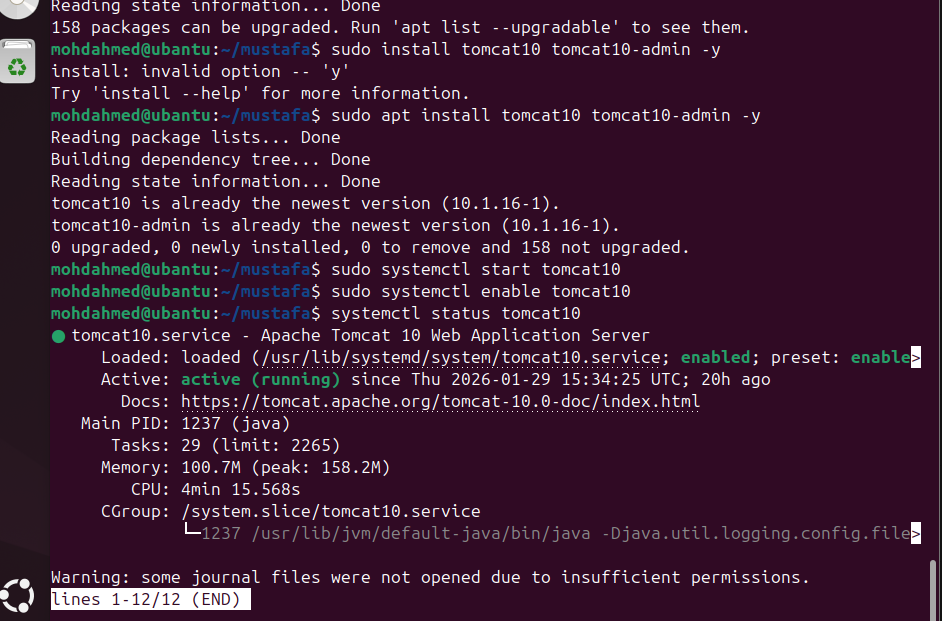 Reading state information... Done
158 packages can be upgraded. Run 'apt list --upgradable' to see them.
mohdahmed@ubantu:~/mustafa$ sudo install tomcat10 tomcat10-admin -y
install: invalid option -- 'y'
Try 'install --help' for more information.
mohdahmed@ubantu:~/mustafa$ sudo apt install tomcat10 tomcat10-admin -y
Reading package lists... Done
Building dependency tree... Done
Reading state information... Done
tomcat10 is already the newest version (10.1.16-1).
tomcat10-admin is already the newest version (10.1.16-1).
0 upgraded, 0 newly installed, 0 to remove and 158 not upgraded.
mohdahmed@ubantu:~/mustafa$ sudo systemctl start tomcat10
mohdahmed@ubantu:~/mustafa$ sudo systemctl enable tomcat10
mohdahmed@ubantu:~/mustafa$ systemctl status tomcat10
● tomcat10.service - Apache Tomcat 10 Web Application Server
Loaded: loaded (/usr/lib/systemd/system/tomcat10.service; enabled; preset: enable>
Active: active (running) since Thu 2026-01-29 15:34:25 UTC; 20h ago
Docs: https://tomcat.apache.org/tomcat-10.0-doc/index.html
Main PID: 1237 (java)
Tasks: 29 (limit: 2265)
Memory: 100.7M (peak: 158.2M)
CPU: 4min 15.568s
CGroup: /system.slice/tomcat10.service
└─1237 /usr/lib/jvm/default-java/bin/java -Djava.util.logging.config.file>
Warning: some journal files were not opened due to insufficient permissions.
lines 1-12/12 (END)